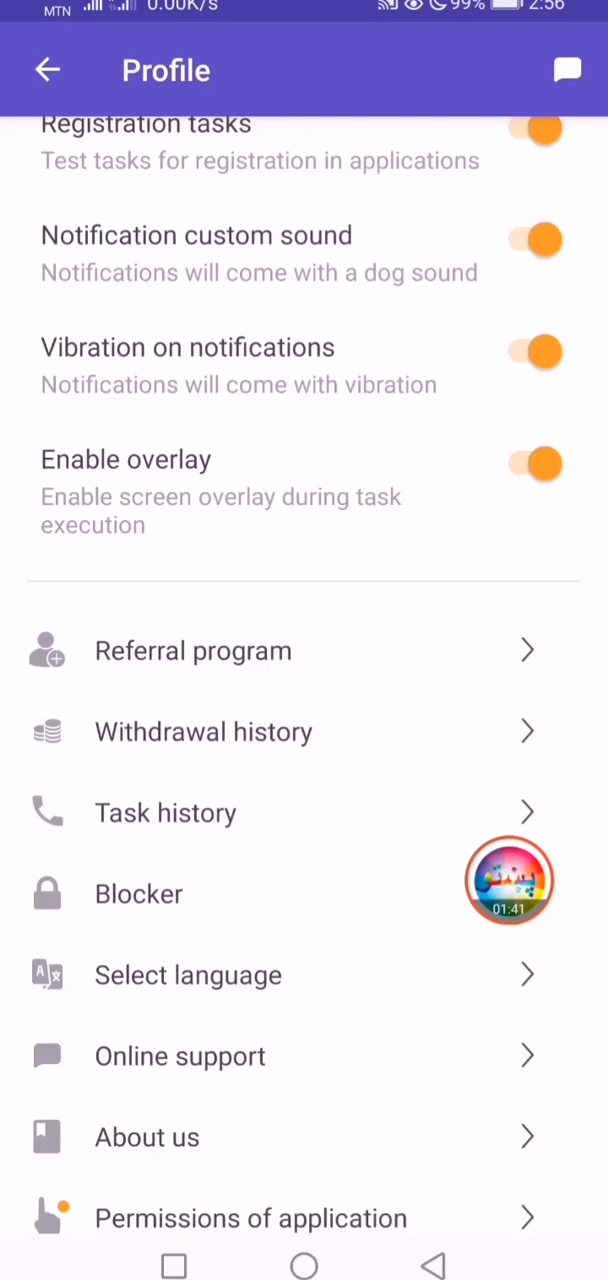 MTN 0.00K/s 99% 2:56
Profile
Registration tasks
Test tasks for registration in applications
Notification custom sound
Notifications will come with a dog sound
Vibration on notifications
Notifications will come with vibration
Enable overlay
Enable screen overlay during task
execution
Referral program
Withdrawal history
Task history
Blocker
پښتو
01:41
Select language
Online support
About us
Permissions of application